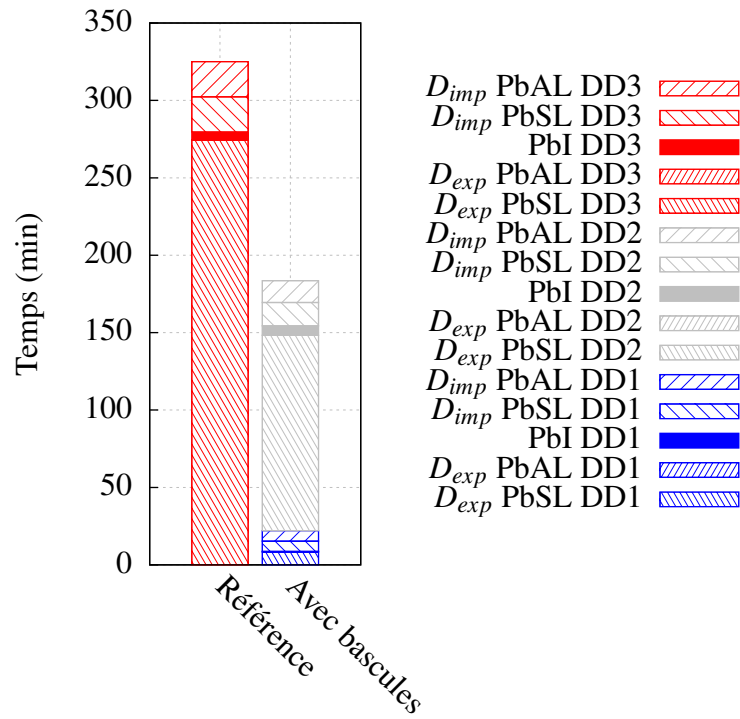 350
300
250
200
150
100
50
0
Temps (min)
Référence
Avec bascules
D_imp PbAL DD3
D_imp PbSL DD3
PbI DD3
D_exp PbAL DD3
D_exp PbSL DD3
D_imp PbAL DD2
D_imp PbSL DD2
PbI DD2
D_exp PbAL DD2
D_exp PbSL DD2
D_imp PbAL DD1
D_imp PbSL DD1
PbI DD1
D_exp PbAL DD1
D_exp PbSL DD1